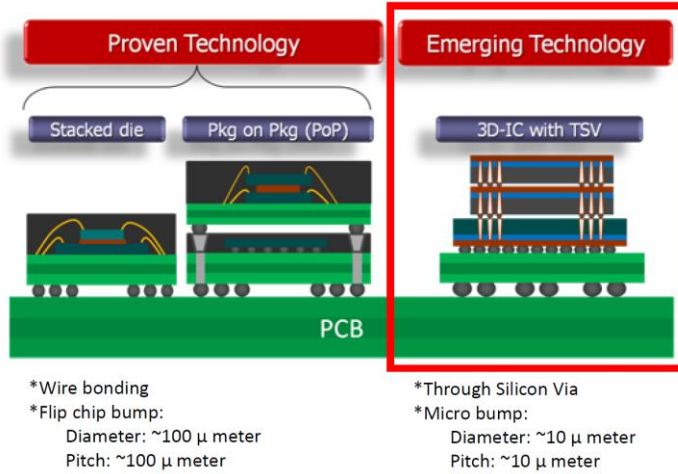 Proven Technology
Emerging Technology
Stacked die
Pkg on Pkg (PoP)
3D-IC with TSV
PCB
*Wire bonding
*Flip chip bump:
Diameter: ~100 μ meter
Pitch: ~100 μ meter
*Through Silicon Via
*Micro bump:
Diameter: ~10 μ meter
Pitch: ~10 μ meter